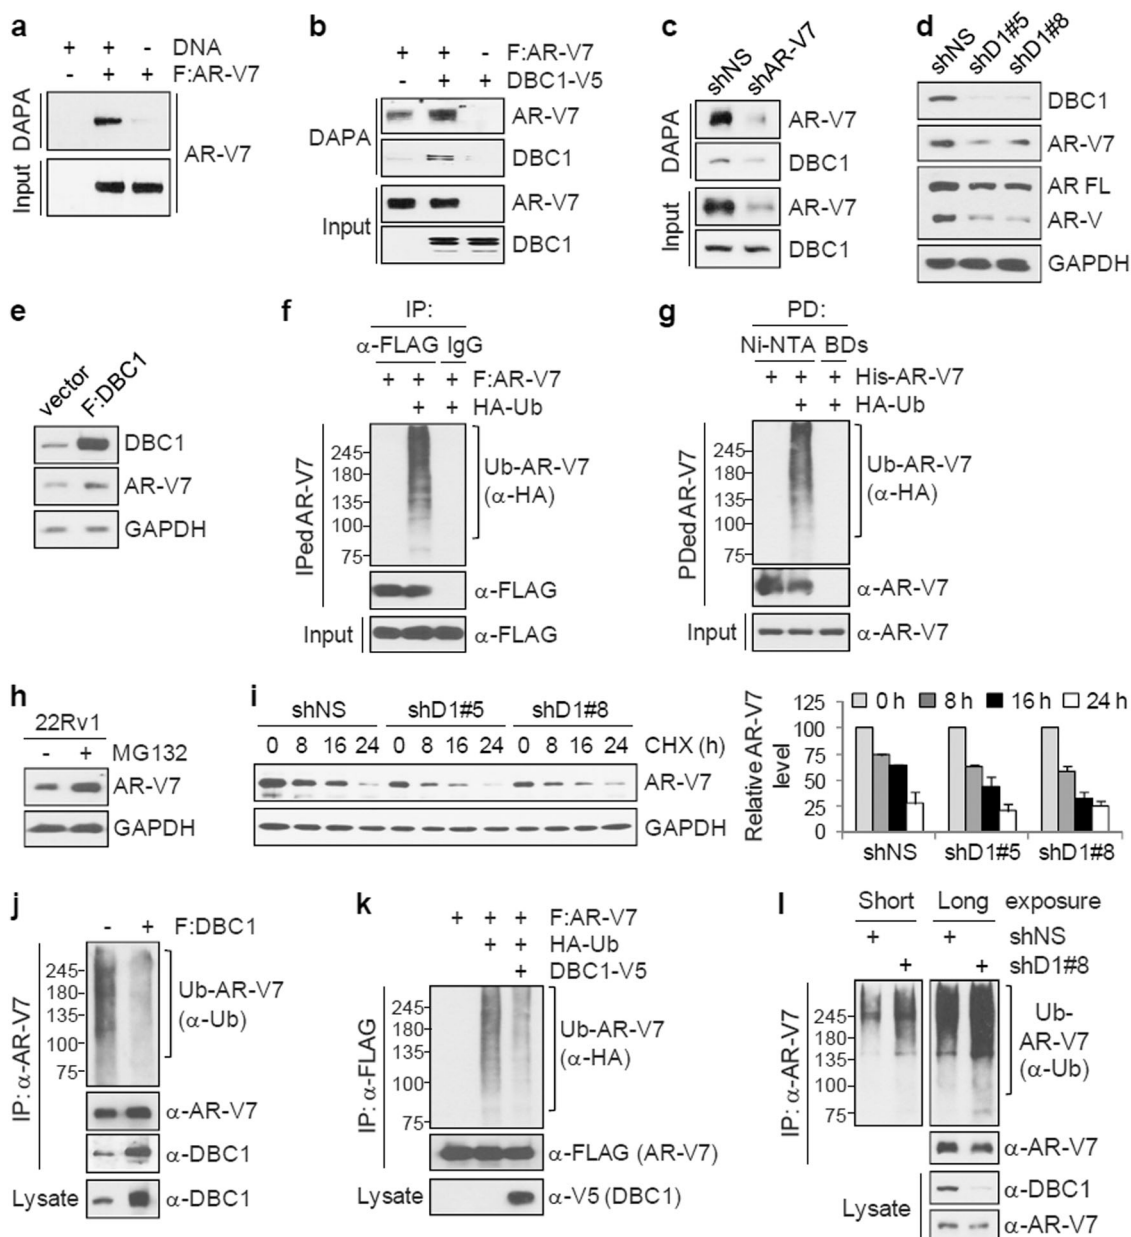 a
+ + - DNA
- + + F:AR-V7
DAPA
Input
AR-V7
b
+ + - F:AR-V7
- + + DBC1-V5
DAPA
AR-V7
DBC1
Input
AR-V7
DBC1
c
shNS shAR-V7
DAPA
AR-V7
DBC1
Input
AR-V7
DBC1
d
shNS shD1#5 shD1#8
DBC1
AR-V7
AR FL
AR-V
GAPDH
e
vector F:DBC1
DBC1
AR-V7
GAPDH
f
IP:
α-FLAG IgG
+ + + F:AR-V7
+ + HA-Ub
IPed AR-V7
245
180
135
100
75
Ub-AR-V7
(α-HA)
α-FLAG
Input α-FLAG
g
PD:
Ni-NTA BDs
+ + + His-AR-V7
+ + HA-Ub
PDed AR-V7
245
180
135
100
75
Ub-AR-V7
(α-HA)
α-AR-V7
Input α-AR-V7
h
22Rv1
- + MG132
AR-V7
GAPDH
i
shNS shD1#5 shD1#8
0 8 16 24 0 8 16 24 0 8 16 24 CHX (h)
AR-V7
GAPDH
0 h 8 h 16 h 24 h
Relative AR-V7
level
125
100
75
50
25
0
shNS shD1#5 shD1#8
j
- + F:DBC1
IP: α-AR-V7
245
180
135
100
75
Ub-AR-V7
(α-Ub)
α-AR-V7
α-DBC1
Lysate α-DBC1
k
+ + + F:AR-V7
+ + HA-Ub
+ DBC1-V5
IP: α-FLAG
245
180
135
100
75
Ub-AR-V7
(α-HA)
α-FLAG (AR-V7)
Lysate α-V5 (DBC1)
l
Short Long exposure
+ + shNS
+ + shD1#8
IP: α-AR-V7
245
180
135
100
75
Ub-
AR-V7
(α-Ub)
α-AR-V7
Lysate
α-DBC1
α-AR-V7